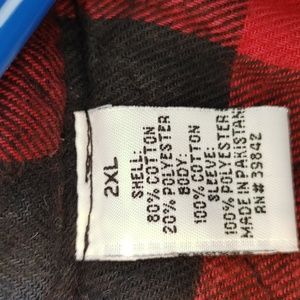 2XL
SHELL:
80% COTTON
20% POLYESTER
BODY:
100% COTTON
SLEEVE:
100% POLYESTER
MADE IN PAKISTAN
RN# 39842